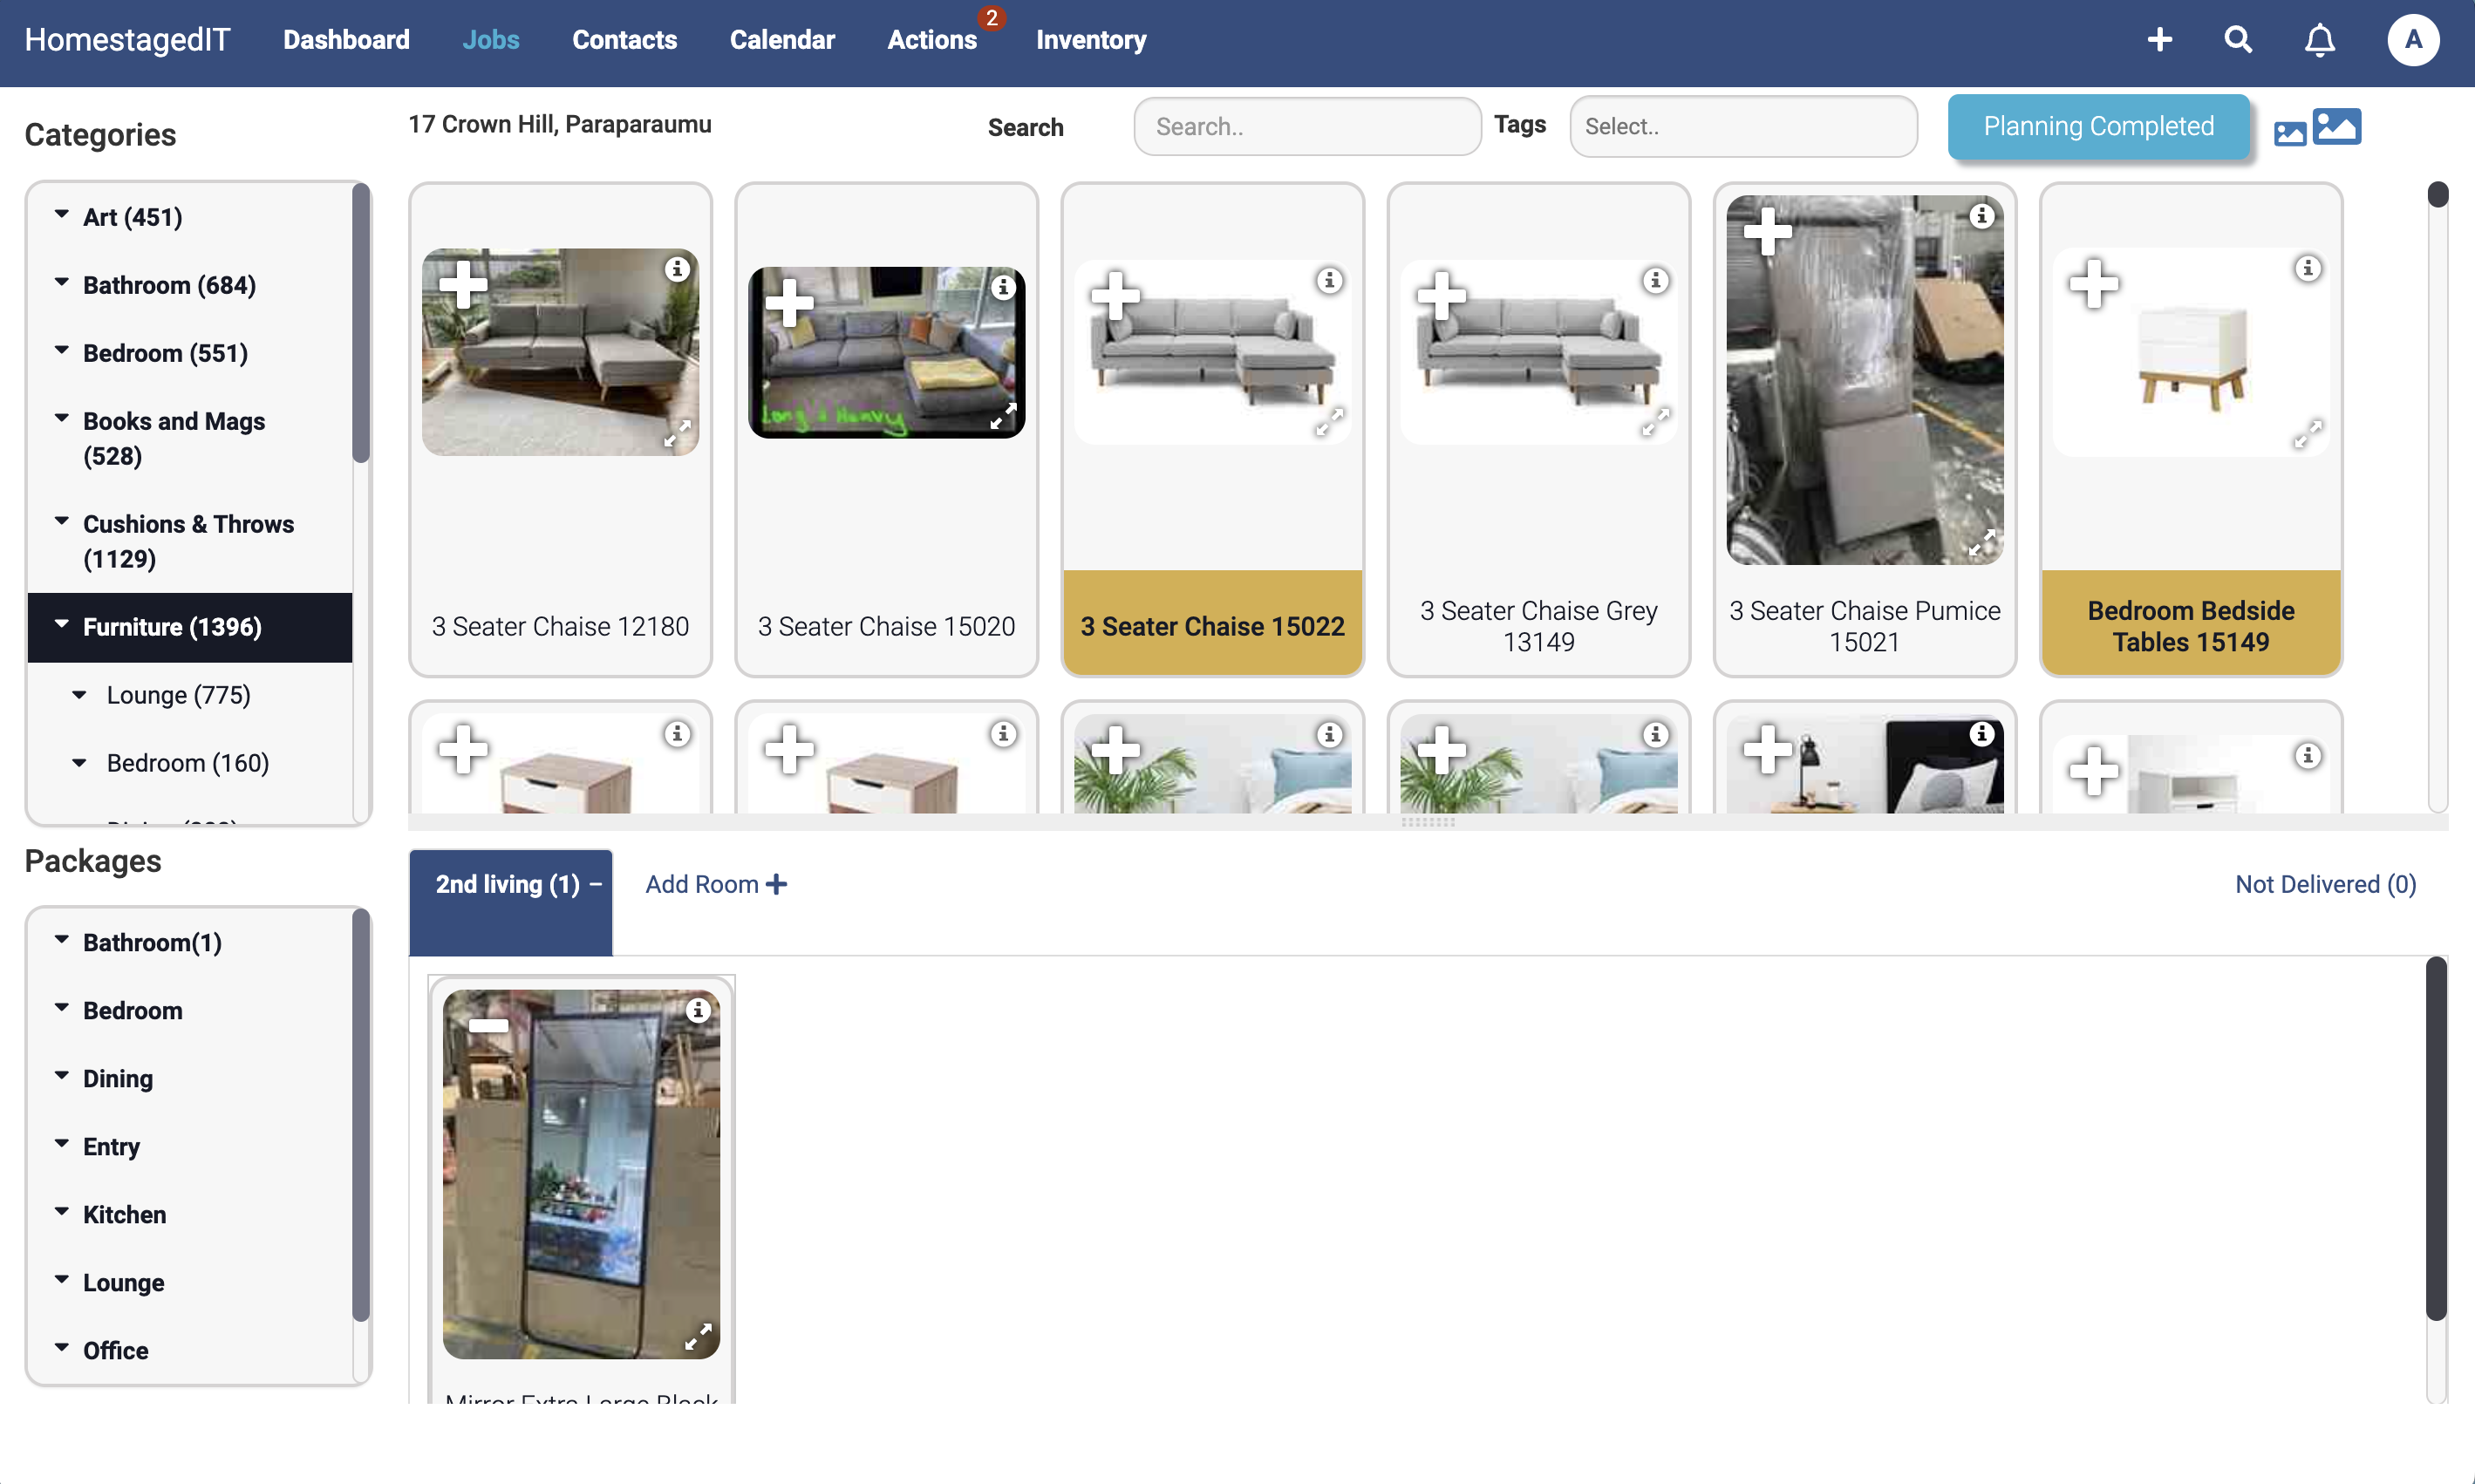 HomestagedIT Dashboard Jobs Contacts Calendar Actions 2 Inventory A
Categories
17 Crown Hill, Paraparaumu
Search
Search..
Tags
Select..
Planning Completed
Art (451)
Bathroom (684)
Bedroom (551)
Books and Mags
(528)
Cushions & Throws
(1129)
Furniture (1396)
Lounge (775)
Bedroom (160)
Long & Heavy
3 Seater Chaise 12180
3 Seater Chaise 15020
3 Seater Chaise 15022
3 Seater Chaise Grey
13149
3 Seater Chaise Pumice
15021
Bedroom Bedside
Tables 15149
Packages
Bathroom(1)
Bedroom
Dining
Entry
Kitchen
Lounge
Office
2nd living (1) –
Add Room
Not Delivered (0)
Mirror Extra Large Black